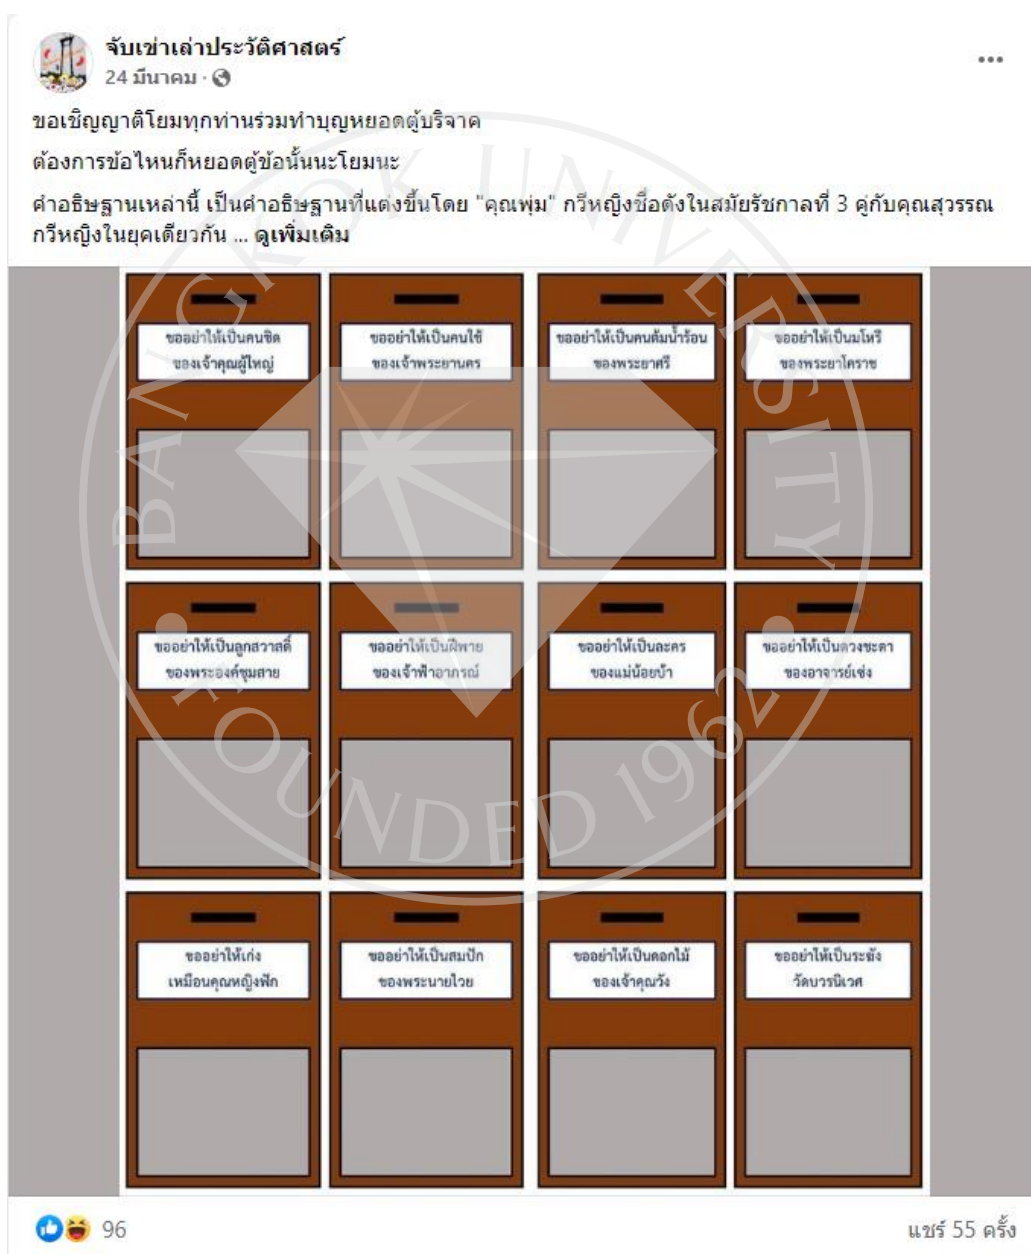 จับเข่าเล่าประวัติศาสตร์
24 มีนาคม ·
ขอเชิญญาติโยมทุกท่านร่วมทำบุญหยอดตู้บริจาค
ต้องการข้อไหนก็หยอดตู้ข้อนั้นนะโยมนะ
คำอธิษฐานเหล่านี้ เป็นคำอธิษฐานที่แต่งขึ้นโดย "คุณพุ่ม" กวีหญิงชื่อดังในสมัยรัชกาลที่ 3 คู่กับคุณสุวรรณ
กวีหญิงในยุคเดียวกัน ... ดูเพิ่มเติม
ขออย่าให้เป็นคนชิด
ของเจ้าคุณผู้ใหญ่
ขออย่าให้เป็นคนใช้
ของเจ้าพระยานคร
ขออย่าให้เป็นคนต้มน้ำร้อน
ของพระยาศรี
ขออย่าให้เป็นมโหรี
ของพระยาโคราช
ขออย่าให้เป็นลูกสวาสดิ์
ของพระองค์ชุมสาย
ขออย่าให้เป็นฝีพาย
ของเจ้าฟ้าอาภรณ์
ขออย่าให้เป็นละคร
ของแม่น้อยบ้า
ขออย่าให้เป็นดวงชะตา
ของอาจารย์เซ่ง
ขออย่าให้เก่ง
เหมือนคุณหญิงฟัก
ขออย่าให้เป็นสมปัก
ของพระนายไวย
ขออย่าให้เป็นดอกไม้
ของเจ้าคุณวัง
ขออย่าให้เป็นระฆัง
วัดบวรนิเวศ
96
แชร์ 55 ครั้ง
BANGKOK UNIVERSITY
FOUNDED 1962